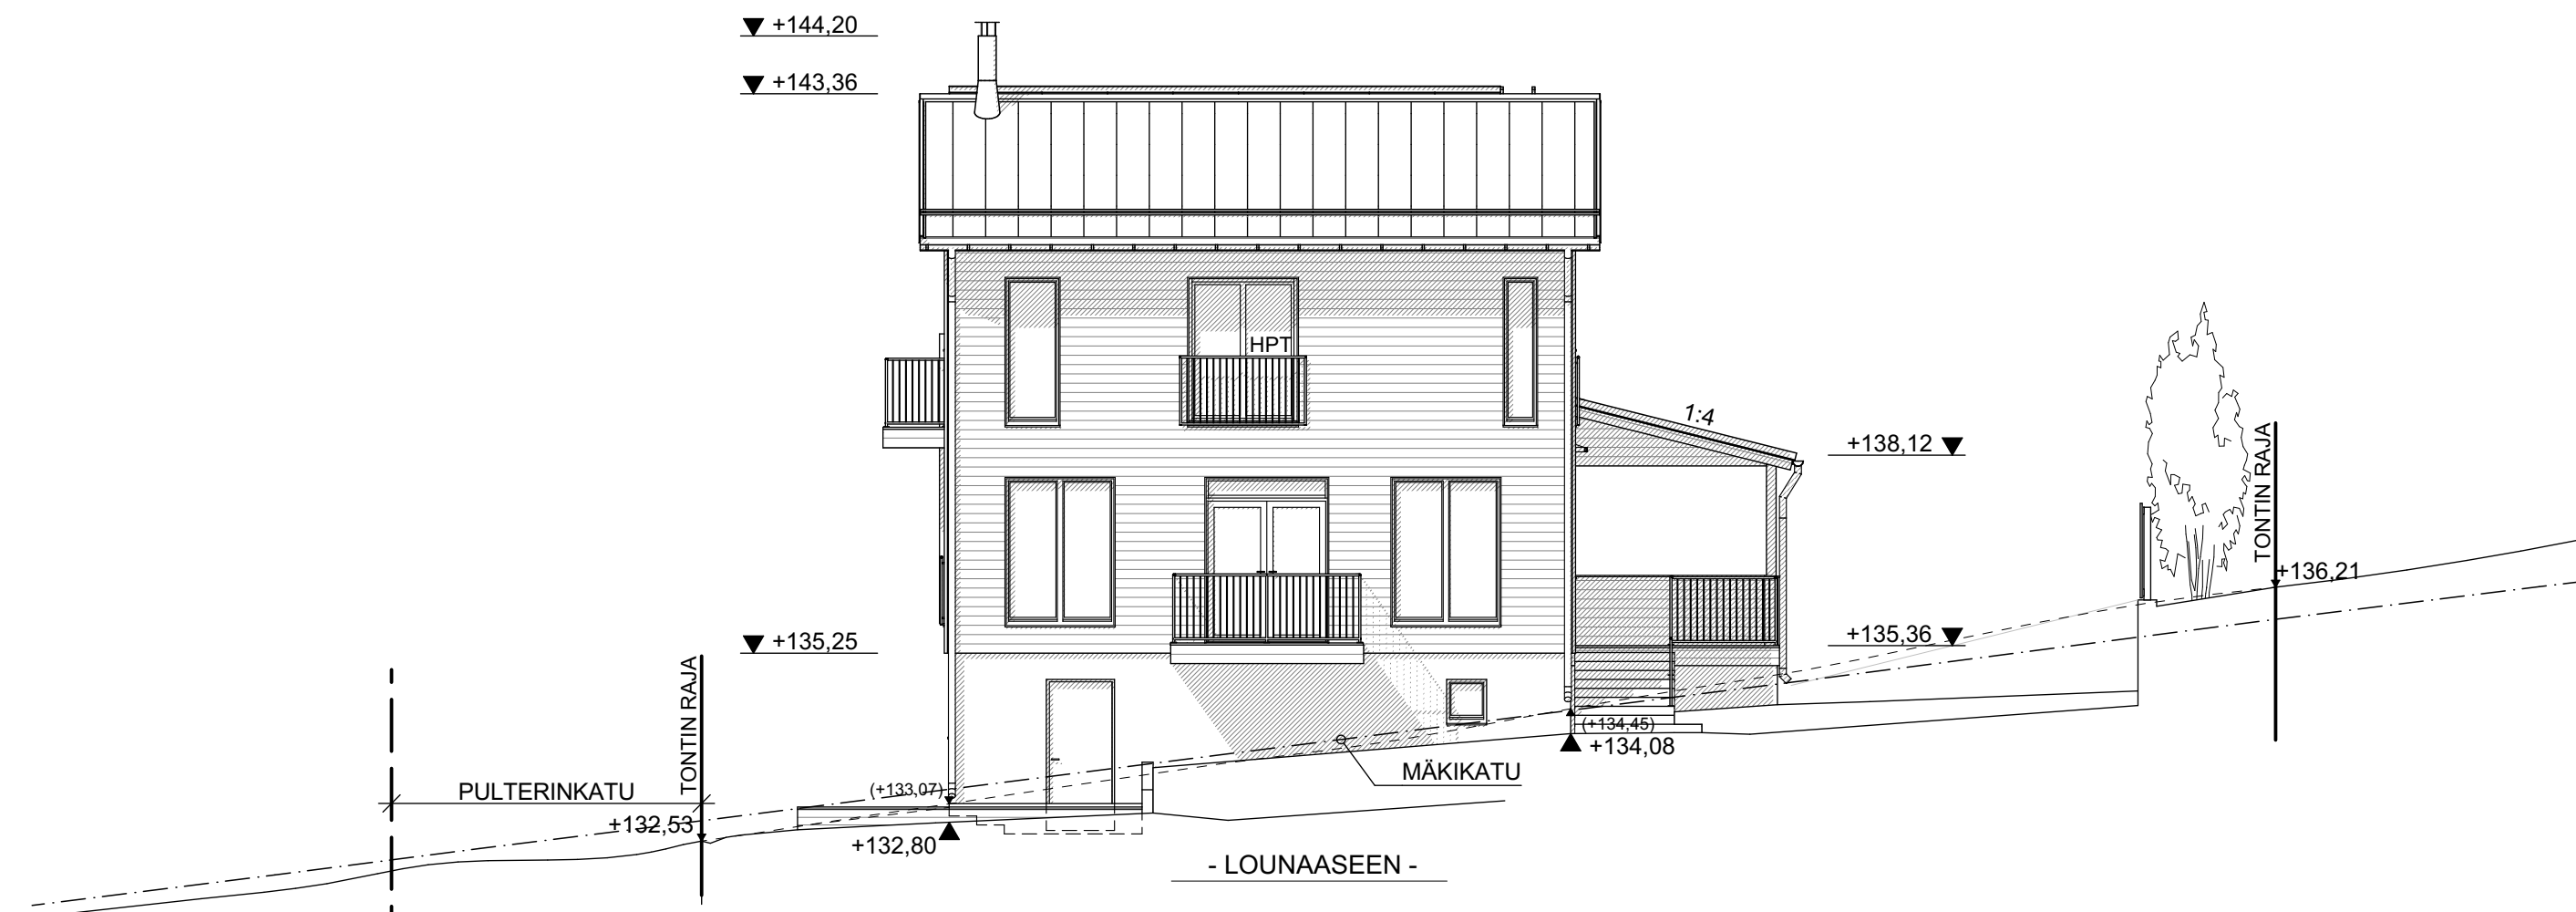 +144,20
+143,36
HPT
1:4
+138,12
TONTIN RAJA
+136,21
+135,25
+135,36
TONTIN RAJA
(+134,45)
+134,08
MÄKIKATU
PULTERINKATU
(+133,07)
+132,53
+132,80
- LOUNAASEEN -